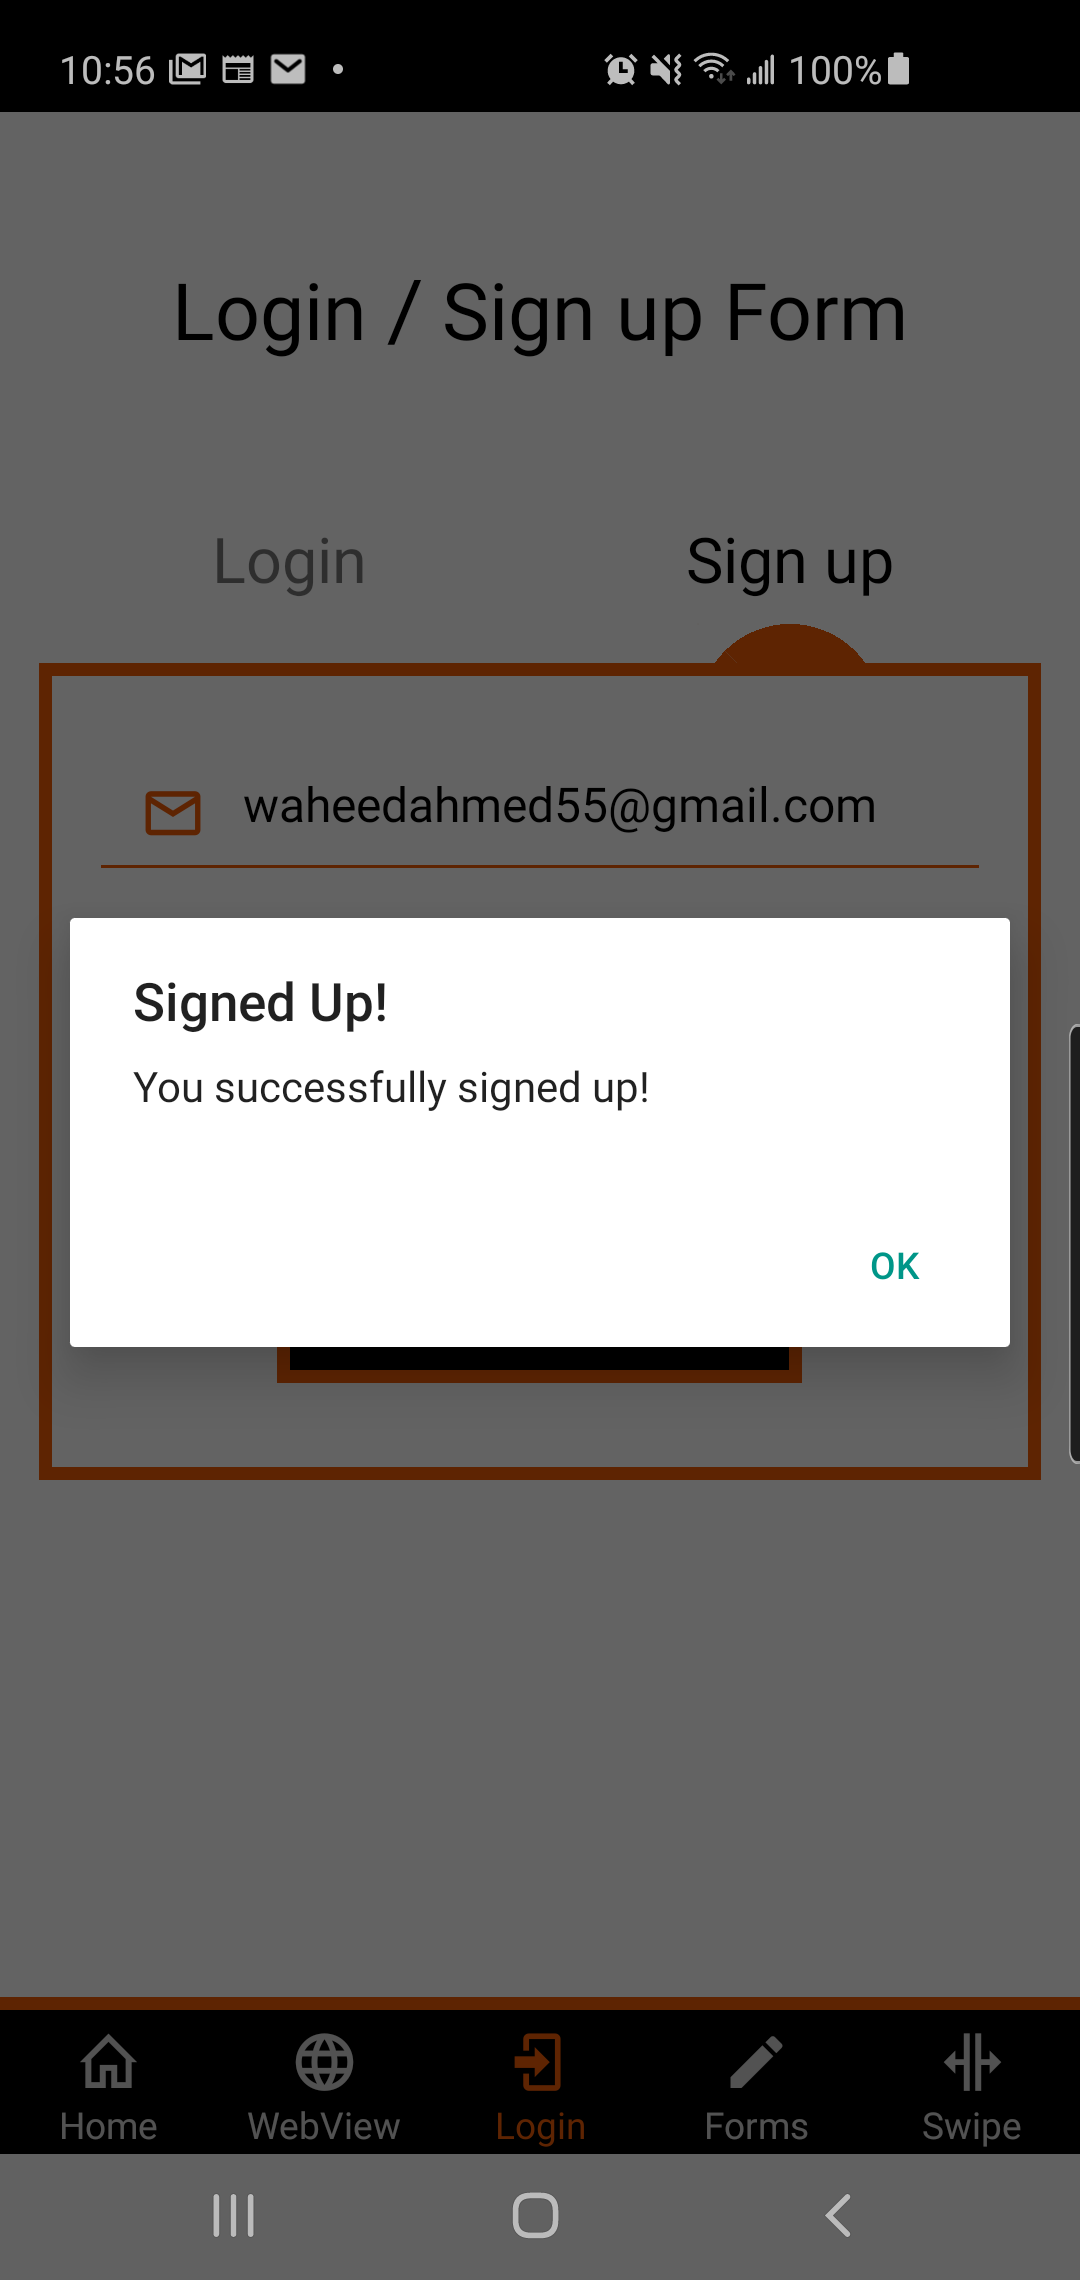 10:56 100%
Login / Sign up Form
Login Sign up
waheedahmed55@gmail.com
Signed Up!
You successfully signed up!
OK
Home WebView Login Forms Swipe